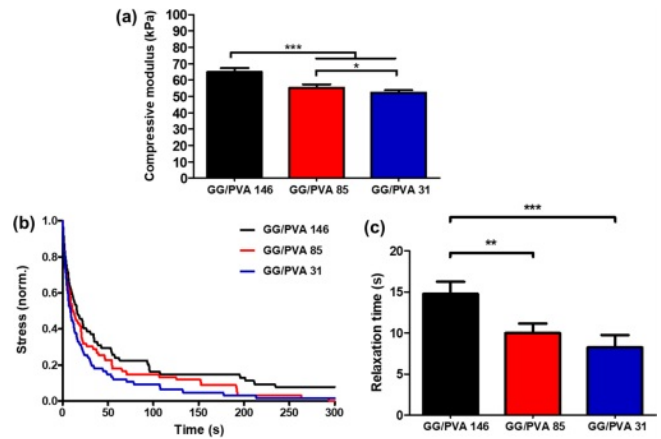 (a)
Compressive modulus (kPa)
100
90
80
70
60
50
40
30
20
10
0
***
*
GG/PVA 146 GG/PVA 85 GG/PVA 31
(b)
Stress (norm.)
1.0
0.8
0.6
0.4
0.2
0.0
GG/PVA 146
GG/PVA 85
GG/PVA 31
0 50 100 150 200 250 300
Time (s)
(c)
Relaxation time (s)
20
15
10
5
0
***
**
GG/PVA 146 GG/PVA 85 GG/PVA 31